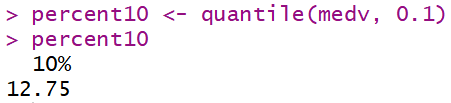 > percent10 <- quantile(medv, 0.1)
> percent10
  10%
12.75